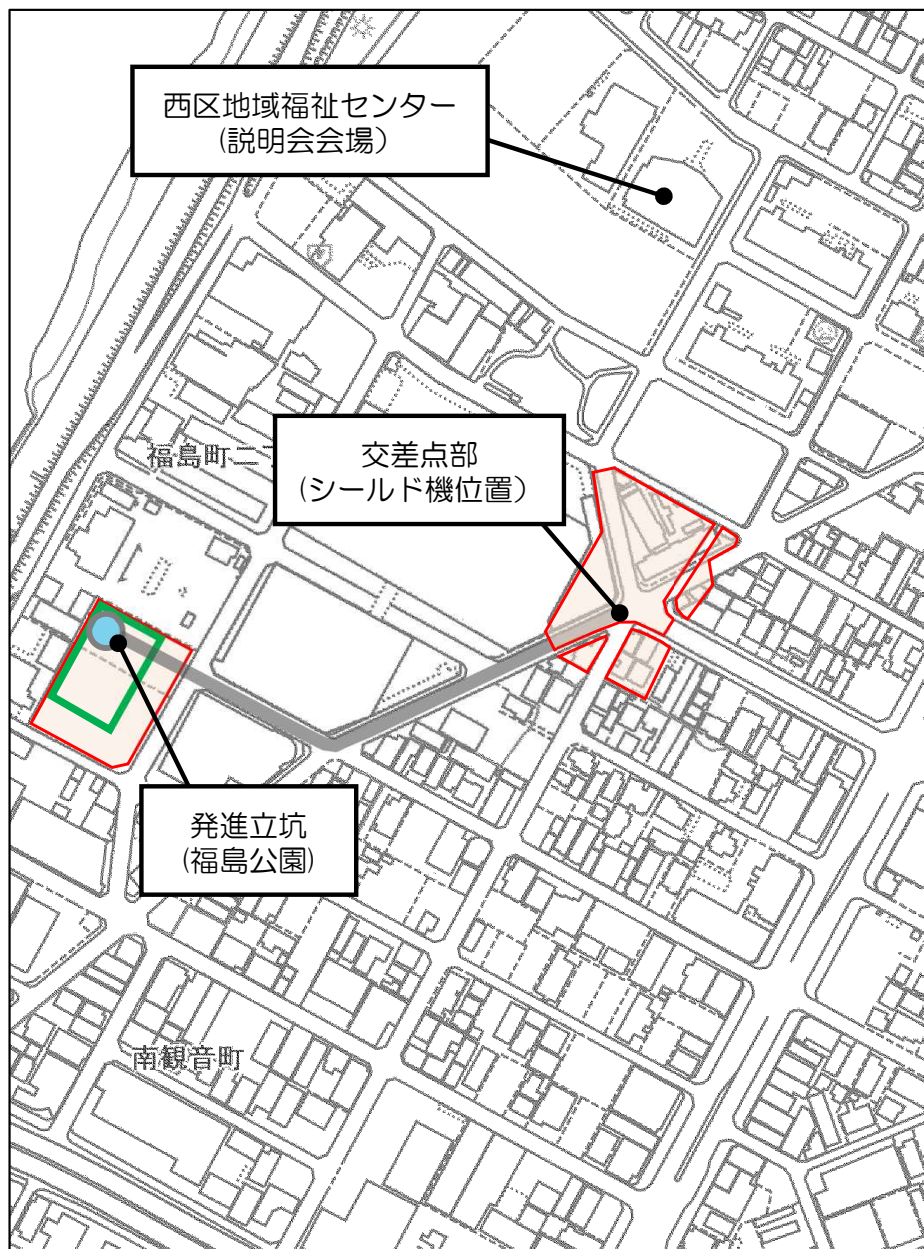 西区地域福祉センター
(説明会会場)
福島町二丁
交差点部
(シールド機位置)
発進立坑
(福島公園)
南観音町